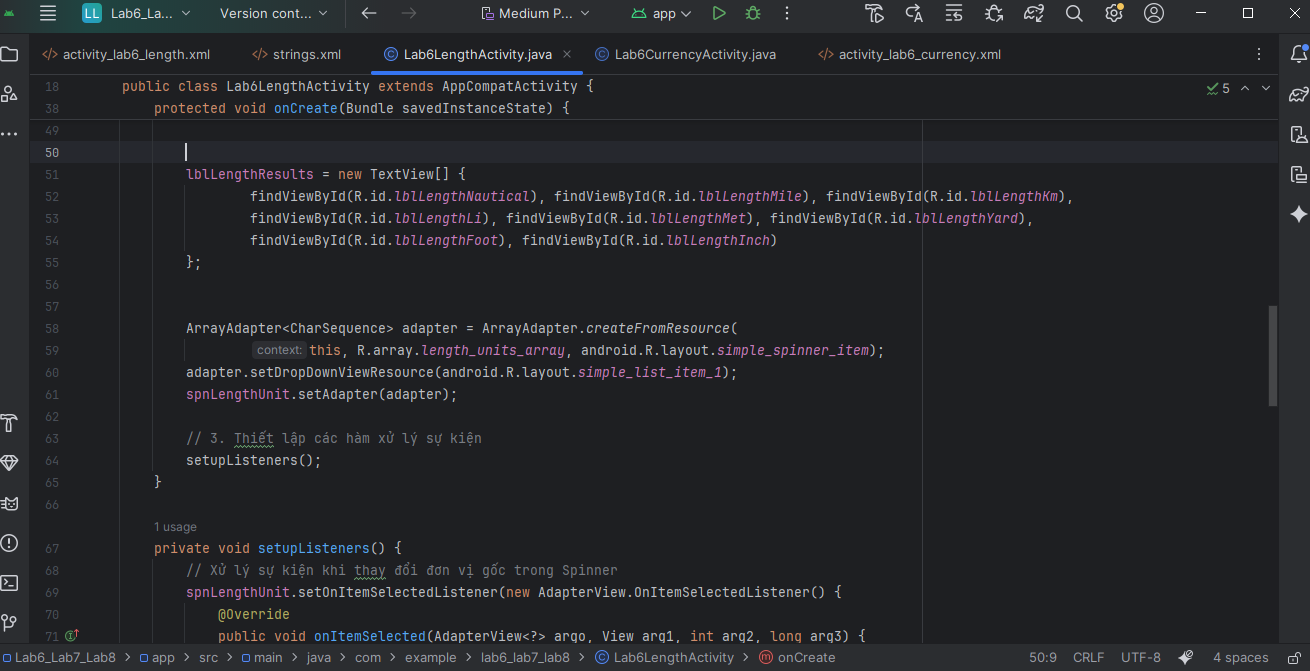 LL Lab6_La... Version cont... Medium P... app
activity_lab6_length.xml strings.xml Lab6LengthActivity.java Lab6CurrencyActivity.java activity_lab6_currency.xml
18 public class Lab6LengthActivity extends AppCompatActivity { 5
38 protected void onCreate(Bundle savedInstanceState) {
49
50
51 lblLengthResults = new TextView[] {
52 findViewById(R.id.lblLengthNautical), findViewById(R.id.lblLengthMile), findViewById(R.id.lblLengthKm),
53 findViewById(R.id.lblLengthLi), findViewById(R.id.lblLengthMet), findViewById(R.id.lblLengthYard),
54 findViewById(R.id.lblLengthFoot), findViewById(R.id.lblLengthInch)
55 };
56
57
58 ArrayAdapter<CharSequence> adapter = ArrayAdapter.createFromResource(
59 context: this, R.array.length_units_array, android.R.layout.simple_spinner_item);
60 adapter.setDropDownViewResource(android.R.layout.simple_list_item_1);
61 spnLengthUnit.setAdapter(adapter);
62
63 // 3. Thiết lập các hàm xử lý sự kiện
64 setupListeners();
65 }
66
1 usage
67 private void setupListeners() {
68 // Xử lý sự kiện khi thay đổi đơn vị gốc trong Spinner
69 spnLengthUnit.setOnItemSelectedListener(new AdapterView.OnItemSelectedListener() {
70 @Override
71 public void onItemSelected(AdapterView<?> argo, View arg1, int arg2, long arg3) {
Lab6_Lab7_Lab8 > app > src > main > java > com > example > lab6_lab7_lab8 > Lab6LengthActivity > onCreate 50:9 CRLF UTF-8 4 spaces